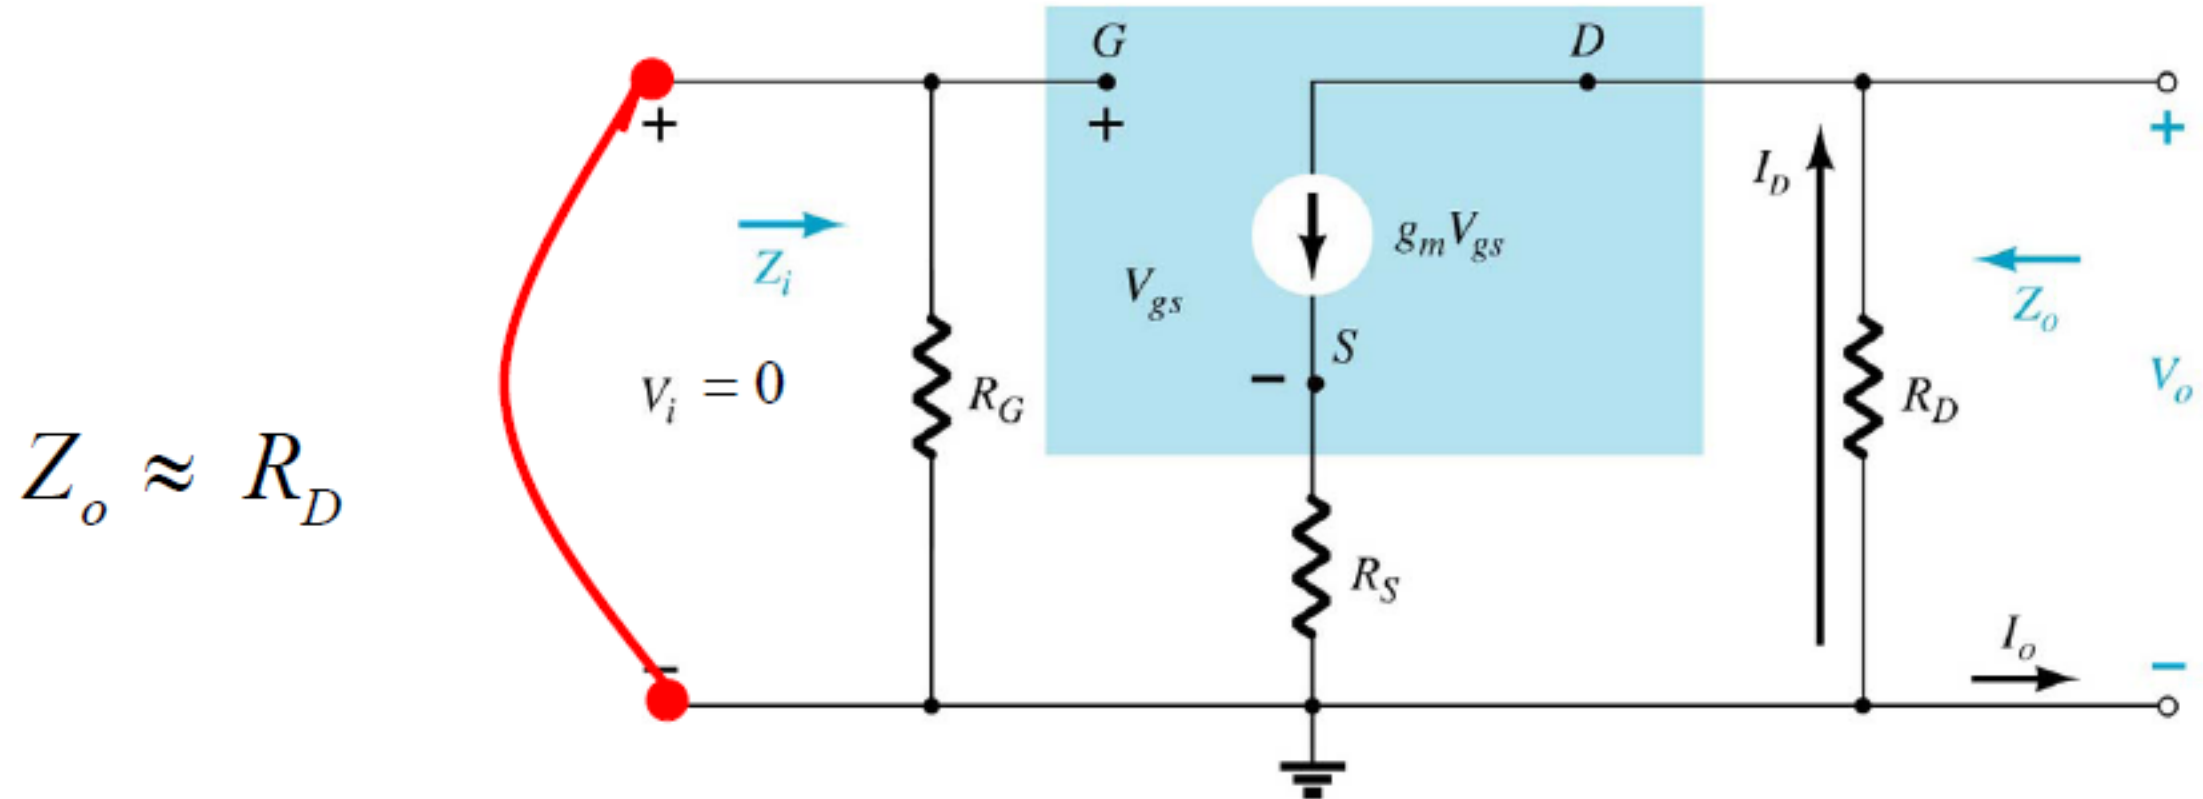 G
D
+
+
+
I_D
g_m V_gs
Z_i
V_gs
Z_o
S
−
V_i = 0
R_G
R_D
V_o
Z_o ≈ R_D
R_S
I_o
−
−